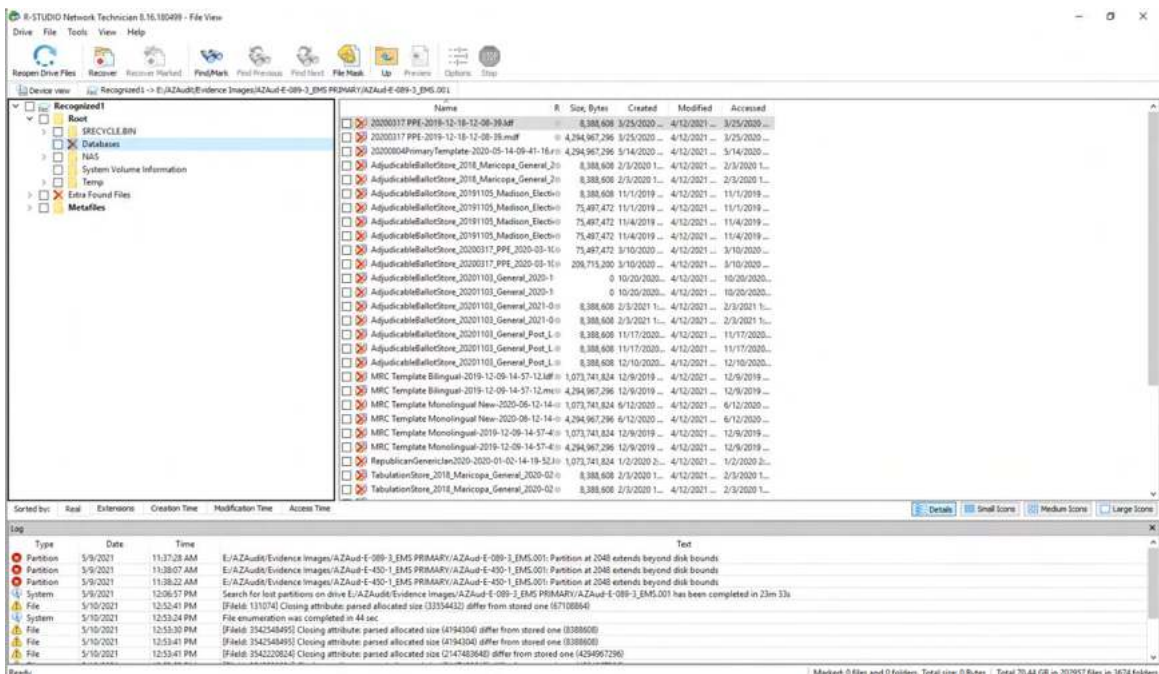 R-STUDIO Network Technician 8.16.180499 - File View
Drive File Tools View Help
Reopen Drive Files Recover Recover Marked Find/Mark Find Previous Find Next File Mask Up Preview Options Stop
Device view Recognized1 -> E:/AZAudit/Evidence Images/AZAud-E-089-3_EMS PRIMARY/AZAud-E-089-3_EMS.001
Recognized1
Root
$RECYCLE.BIN
Databases
NAS
System Volume Information
Temp
Extra Found Files
Metafiles
Name R Size, Bytes Created Modified Accessed
20200317 PPE-2019-12-18-12-08-39.ldf 8,388,608 3/25/2020 ... 4/12/2021 ... 3/25/2020 ...
20200317 PPE-2019-12-18-12-08-39.mdf 4,294,967,296 3/25/2020 ... 4/12/2021 ... 3/25/2020 ...
20200804PrimaryTemplate-2020-05-14-09-41-16.r 4,294,967,296 5/14/2020 ... 4/12/2021 ... 5/14/2020 ...
AdjudicableBallotStore_2018_Maricopa_General_2 8,388,608 2/3/2020 1... 4/12/2021 ... 2/3/2020 1...
AdjudicableBallotStore_2018_Maricopa_General_2 8,388,608 2/3/2020 1... 4/12/2021 ... 2/3/2020 1...
AdjudicableBallotStore_20191105_Madison_Electi 8,388,608 11/1/2019 ... 4/12/2021 ... 11/1/2019 ...
AdjudicableBallotStore_20191105_Madison_Electi 75,497,472 11/1/2019 ... 4/12/2021 ... 11/1/2019 ...
AdjudicableBallotStore_20191105_Madison_Electi 75,497,472 11/4/2019 ... 4/12/2021 ... 11/4/2019 ...
AdjudicableBallotStore_20191105_Madison_Electi 75,497,472 11/4/2019 ... 4/12/2021 ... 11/4/2019 ...
AdjudicableBallotStore_20200317_PPE_2020-03-1 75,497,472 3/10/2020 ... 4/12/2021 ... 3/10/2020 ...
AdjudicableBallotStore_20200317_PPE_2020-03-1 209,715,200 3/10/2020 ... 4/12/2021 ... 3/10/2020 ...
AdjudicableBallotStore_20201103_General_2020-1 0 10/20/2020... 4/12/2021 ... 10/20/2020...
AdjudicableBallotStore_20201103_General_2020-1 0 10/20/2020... 4/12/2021 ... 10/20/2020...
AdjudicableBallotStore_20201103_General_2021-0 8,388,608 2/3/2021 1:... 4/12/2021 ... 2/3/2021 1:...
AdjudicableBallotStore_20201103_General_2021-0 8,388,608 2/3/2021 1:... 4/12/2021 ... 2/3/2021 1:...
AdjudicableBallotStore_20201103_General_Post_L 8,388,608 11/17/2020... 4/12/2021 ... 11/17/2020...
AdjudicableBallotStore_20201103_General_Post_L 8,388,608 11/17/2020... 4/12/2021 ... 11/17/2020...
AdjudicableBallotStore_20201103_General_Post_L 8,388,608 12/10/2020... 4/12/2021 ... 12/10/2020...
MRC Template Bilingual-2019-12-09-14-57-12.ldf 1,073,741,824 12/9/2019 ... 4/12/2021 ... 12/9/2019 ...
MRC Template Bilingual-2019-12-09-14-57-12.m 4,294,967,296 12/9/2019 ... 4/12/2021 ... 12/9/2019 ...
MRC Template Monolingual New-2020-06-12-14- 1,073,741,824 6/12/2020 ... 4/12/2021 ... 6/12/2020 ...
MRC Template Monolingual New-2020-06-12-14- 4,294,967,296 6/12/2020 ... 4/12/2021 ... 6/12/2020 ...
MRC Template Monolingual-2019-12-09-14-57-4 1,073,741,824 12/9/2019 ... 4/12/2021 ... 12/9/2019 ...
MRC Template Monolingual-2019-12-09-14-57-4 4,294,967,296 12/9/2019 ... 4/12/2021 ... 12/9/2019 ...
RepublicanGenericJan2020-2020-01-02-14-19-52.l 1,073,741,824 1/2/2020 2:... 4/12/2021 ... 1/2/2020 2:...
TabulationStore_2018_Maricopa_General_2020-02 8,388,608 2/3/2020 1... 4/12/2021 ... 2/3/2020 1...
TabulationStore_2018_Maricopa_General_2020-02 8,388,608 2/3/2020 1... 4/12/2021 ... 2/3/2020 1...
Sorted by: Real Extensions Creation Time Modification Time Access Time Details Small Icons Medium Icons Large Icons
Log
Type Date Time Text
Partition 5/9/2021 11:37:28 AM E:/AZAudit/Evidence Images/AZAud-E-089-3_EMS PRIMARY/AZAud-E-089-3_EMS.001: Partition at 2048 extends beyond disk bounds
Partition 5/9/2021 11:38:07 AM E:/AZAudit/Evidence Images/AZAud-E-450-1_EMS PRIMARY/AZAud-E-450-1_EMS.001: Partition at 2048 extends beyond disk bounds
Partition 5/9/2021 11:38:22 AM E:/AZAudit/Evidence Images/AZAud-E-450-1_EMS PRIMARY/AZAud-E-450-1_EMS.001: Partition at 2048 extends beyond disk bounds
System 5/9/2021 12:06:57 PM Search for lost partitions on drive E:/AZAudit/Evidence Images/AZAud-E-089-3_EMS PRIMARY/AZAud-E-089-3_EMS.001 has been completed in 23m 33s
File 5/10/2021 12:52:41 PM [FileId: 131074] Closing attribute: parsed allocated size (33554432) differ from stored one (67108864)
System 5/10/2021 12:53:24 PM File enumeration was completed in 44 sec
File 5/10/2021 12:53:30 PM [FileId: 3542548495] Closing attribute: parsed allocated size (4194304) differ from stored one (8388608)
File 5/10/2021 12:53:41 PM [FileId: 3542548495] Closing attribute: parsed allocated size (4194304) differ from stored one (8388608)
File 5/10/2021 12:53:41 PM [FileId: 3542220824] Closing attribute: parsed allocated size (2147483648) differ from stored one (4294967296)
Ready Marked: 0 files and 0 folders. Total size: 0 Bytes Total 70.44 GB in 202957 files in 3674 folders